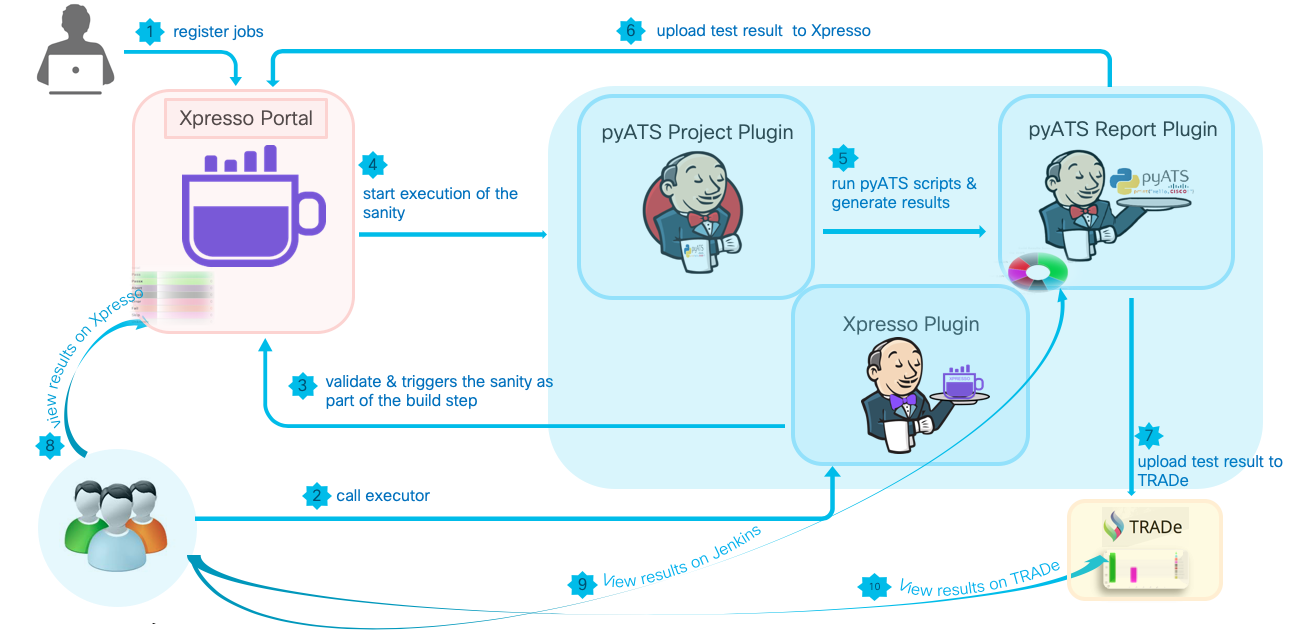 1 register jobs
6 upload test result to Xpresso
Xpresso Portal
pyATS Project Plugin
pyATS Report Plugin
4
start execution of the
sanity
5
run pyATS scripts &
generate results
pyATS
CISCO
view results on Xpresso
Xpresso Plugin
3 validate & triggers the sanity as
part of the build step
8
7
upload test result to
TRADe
2 call executor
TRADe
9 View results on Jenkins
10 View results on TRADe